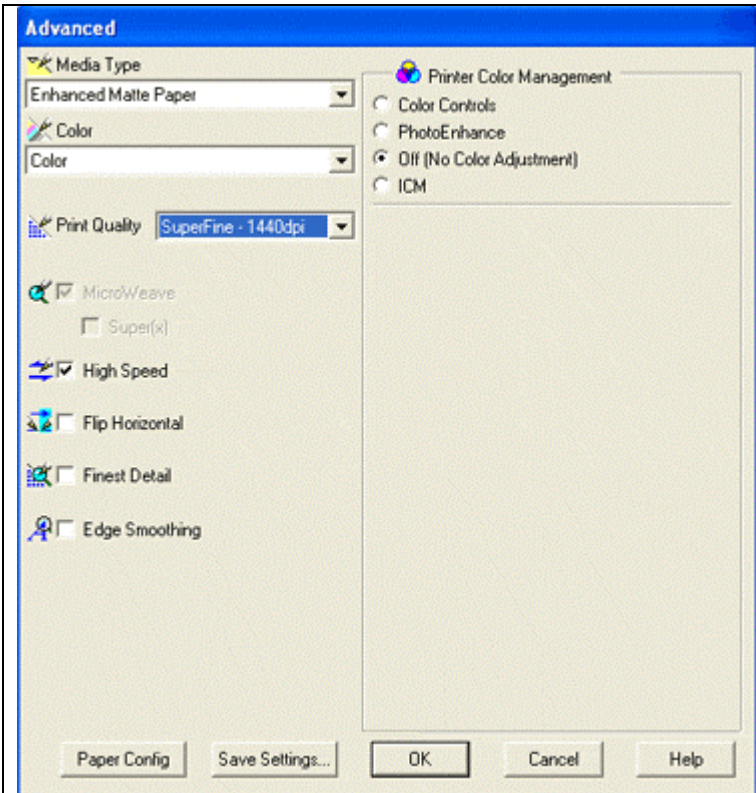 Advanced
Media Type
Enhanced Matte Paper
Color
Color
Print Quality SuperFine - 1440dpi
MicroWeave
Super(x)
High Speed
Flip Horizontal
Finest Detail
Edge Smoothing
Printer Color Management
Color Controls
PhotoEnhance
Off (No Color Adjustment)
ICM
Paper Config Save Settings... OK Cancel Help